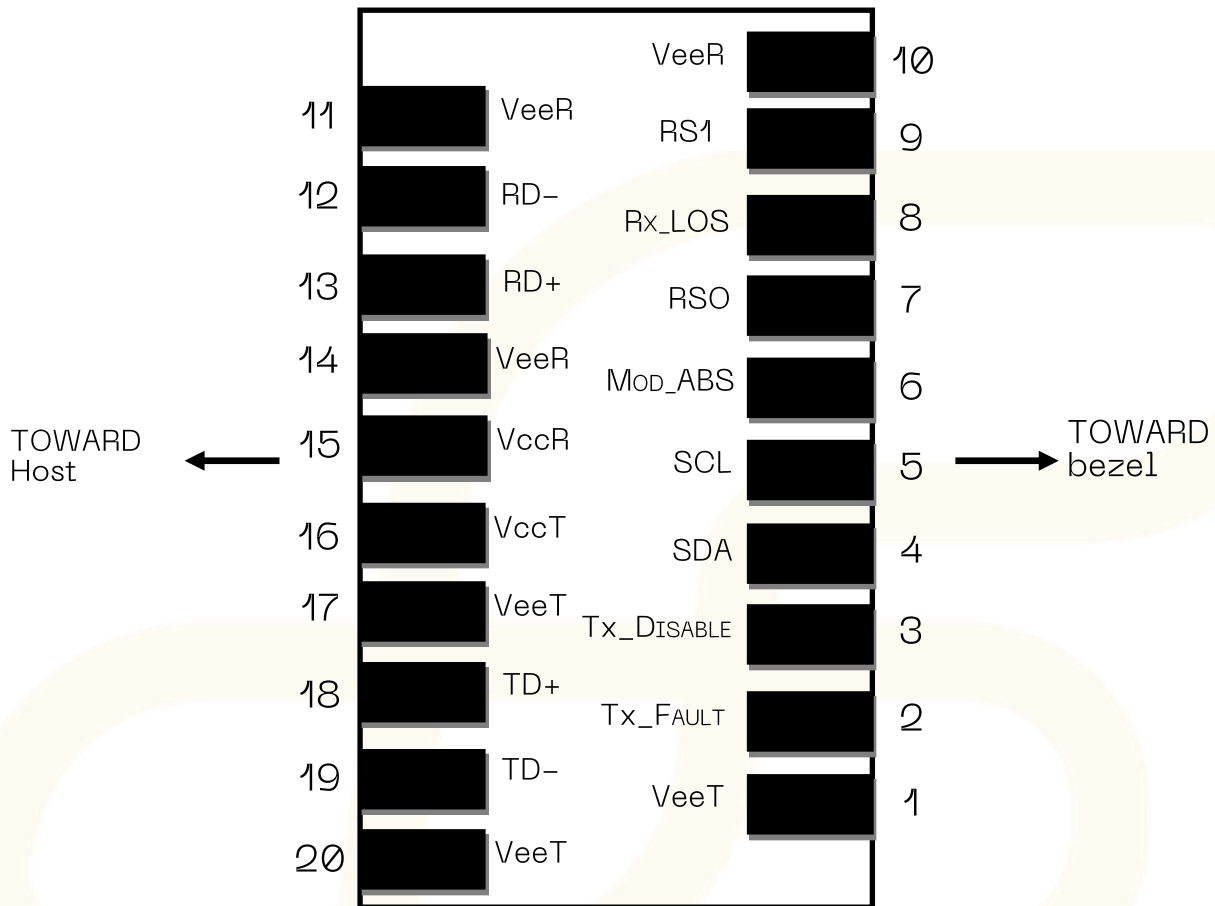 VeeR 10
11 VeeR
RS1 9
12 RD-
Rx_LOS 8
13 RD+
RSO 7
14 VeeR
Mod_ABS 6
TOWARD
Host
15 VccR
SCL 5
TOWARD
bezel
16 VccT
SDA 4
17 VeeT
Tx_Disable 3
18 TD+
Tx_Fault 2
19 TD-
VeeT 1
20 VeeT